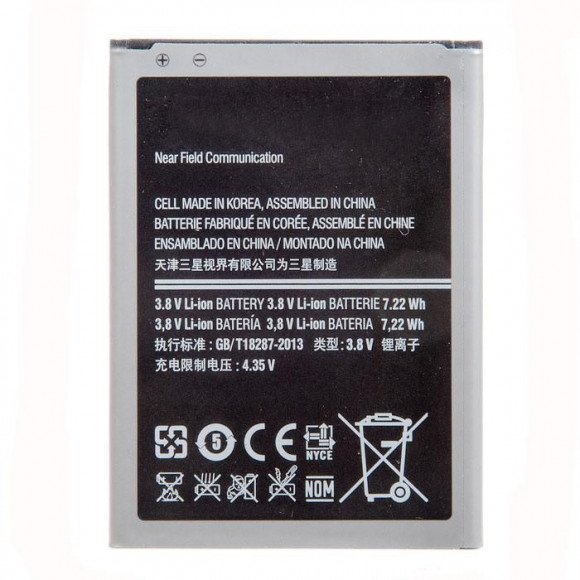 Near Field Communication
CELL MADE IN KOREA, ASSEMBLED IN CHINA
BATTERIE FABRIQUÉ EN CORÉE, ASSEMBLÉ EN CHINE
ENSAMBLADO EN CHINA / MONTADO NA CHINA
天津三星视界有限公司为三星制造
3.8 V Li-ion BATTERY 3.8 V Li-ion BATTERIE 7.22 Wh
3,8 V Li-ion BATERÍA 3,8 V Li-ion BATERIA 7,22 Wh
执行标准: GB/T18287-2013 类型: 3.8 V 锂离子
充电限制电压: 4.35 V
5 CE NYCE
NOM